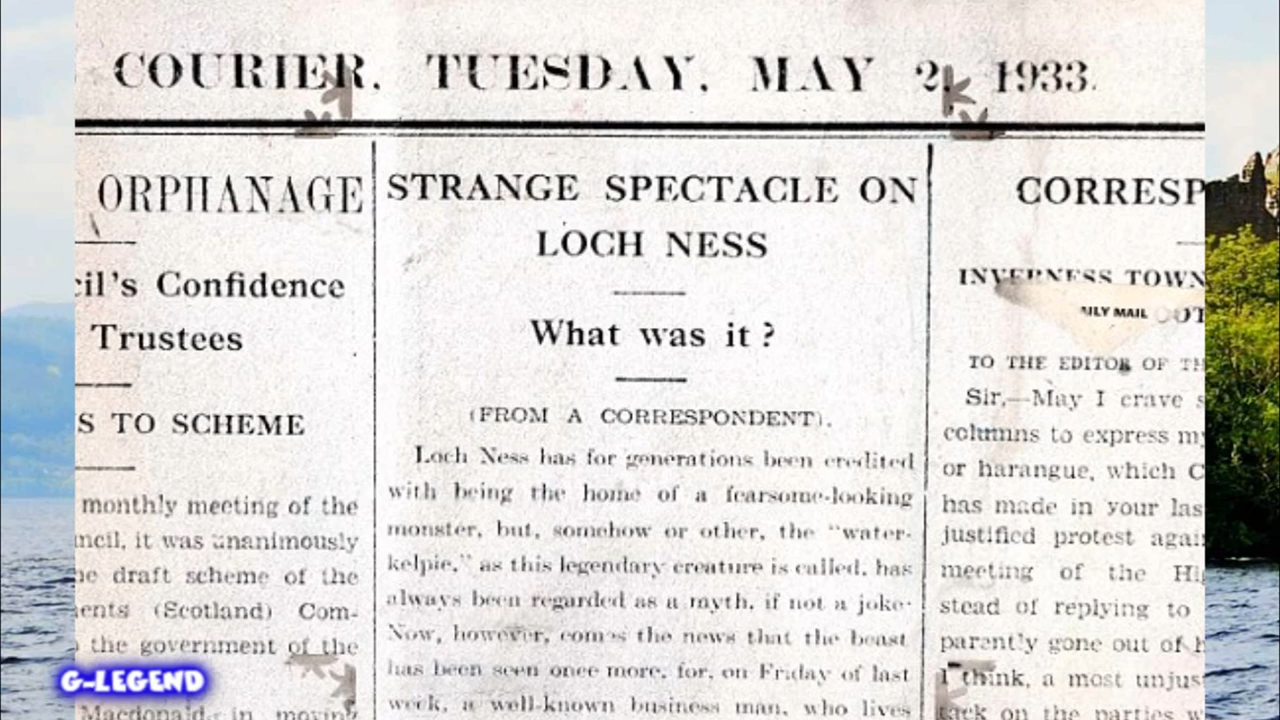 COURIER, TUESDAY, MAY 2, 1933.
ORPHANAGE
cil's Confidence
Trustees
S TO SCHEME
monthly meeting of the
ncil, it was unanimously
he draft scheme of the
ents (Scotland) Com-
the government of the
Macdonald in moving
STRANGE SPECTACLE ON
LOCH NESS
What was it?
(FROM A CORRESPONDENT).
Loch Ness has for generations been credited
with being the home of a fearsome-looking
monster, but, somehow or other, the "water-
kelpie," as this legendary creature is called, has
always been regarded as a myth, if not a joke.
Now, however, comes the news that the beast
has been seen once more, for, on Friday of last
week, a well-known business man, who lives
CORRESP
INVERNESS TOWN
AILY MAIL
TO THE EDITOR OF TH
Sir,—May I crave s
columns to express my
or harangue, which C
has made in your las
justified protest agai
meeting of the Hi
stead of replying to
parently gone out of h
I think, a most unjus
tack on the parties w
G-LEGEND